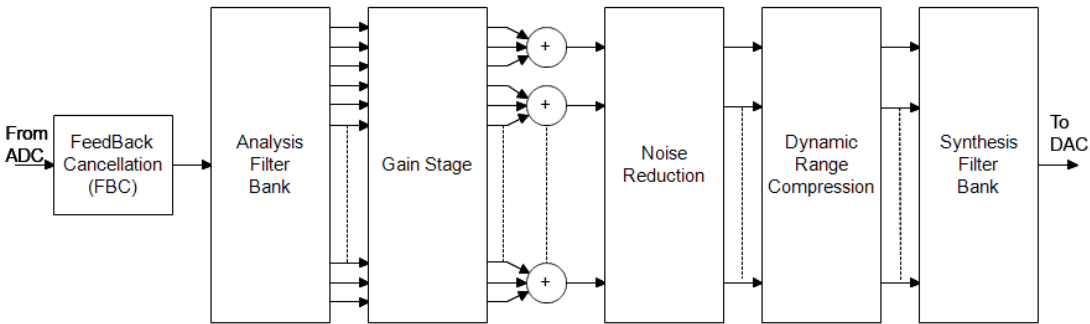 From
ADC
FeedBack
Cancellation
(FBC)
Analysis
Filter
Bank
Gain Stage
+
+
+
Noise
Reduction
Dynamic
Range
Compression
Synthesis
Filter
Bank
To
DAC